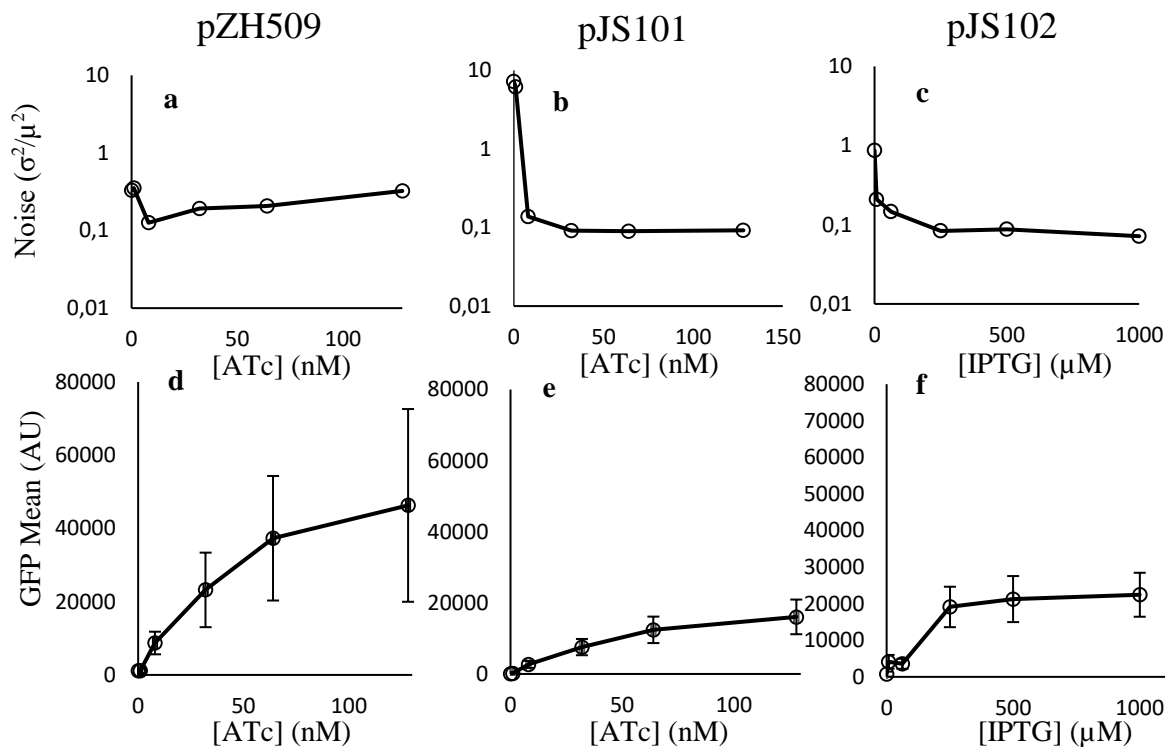 pZH509 pJS101 pJS102
Noise (σ²/µ²)
a
10
1
0,1
0,01
0 50 100
[ATc] (nM)
b
10
1
0,1
0,01
0 50 100 150
[ATc] (nM)
c
10
1
0,1
0,01
0 500 1000
[IPTG] (µM)
GFP Mean (AU)
d
80000
60000
40000
20000
0
0 50 100
[ATc] (nM)
e
80000
60000
40000
20000
0
0 50 100
[ATc] (nM)
f
80000
70000
60000
50000
40000
30000
20000
10000
0
0 500 1000
[IPTG] (µM)